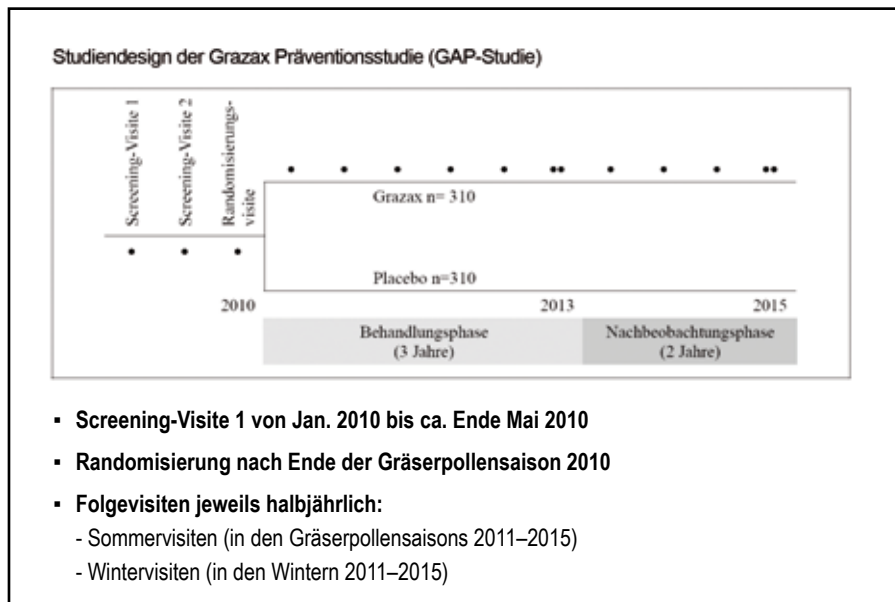 Studiendesign der Grazax Präventionsstudie (GAP-Studie)
Screening-Visite 1
Screening-Visite 2
Randomisierungs-
visite
Grazax n= 310
Placebo n=310
2010
2013
2015
Behandlungsphase
(3 Jahre)
Nachbeobachtungsphase
(2 Jahre)
▪ Screening-Visite 1 von Jan. 2010 bis ca. Ende Mai 2010
▪ Randomisierung nach Ende der Gräserpollensaison 2010
▪ Folgevisiten jeweils halbjährlich:
- Sommervisiten (in den Gräserpollensaisons 2011–2015)
- Wintervisiten (in den Wintern 2011–2015)